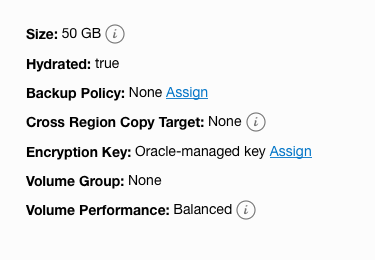 Size: 50 GB
Hydrated: true
Backup Policy: None Assign
Cross Region Copy Target: None
Encryption Key: Oracle-managed key Assign
Volume Group: None
Volume Performance: Balanced